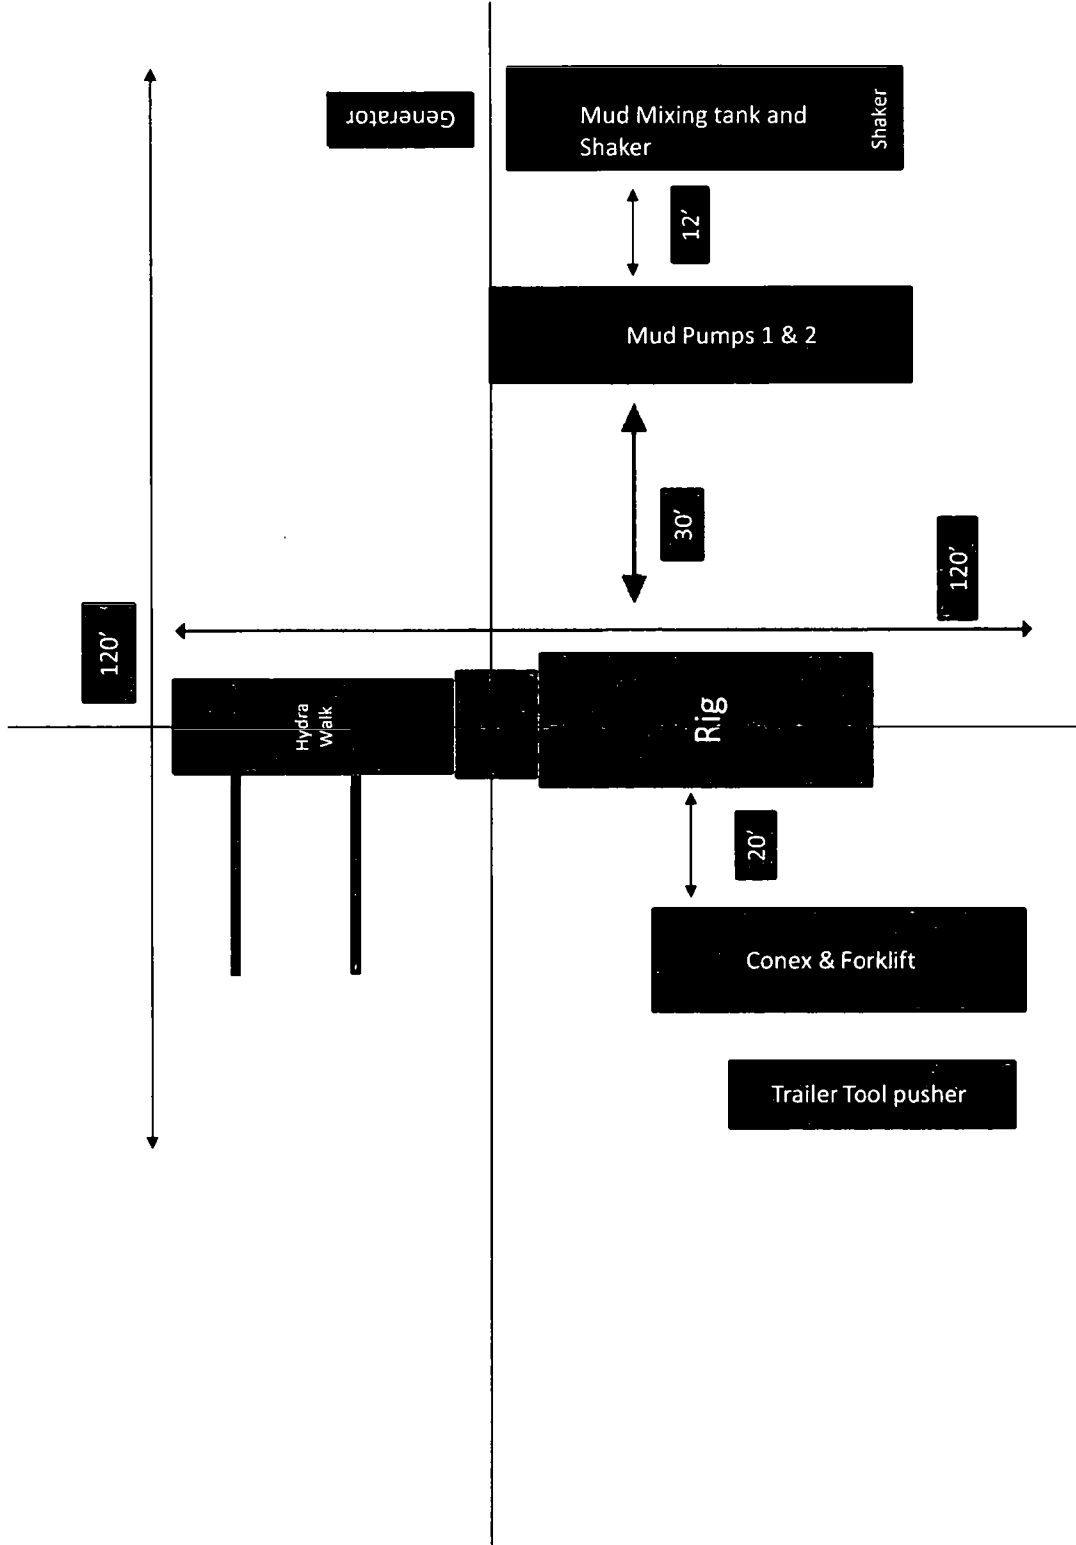 Generator
Mud Mixing tank and
Shaker
Shaker
12'
Mud Pumps 1 & 2
30'
120'
120'
Hydra
Walk
Rig
20'
Conex & Forklift
Trailer Tool pusher